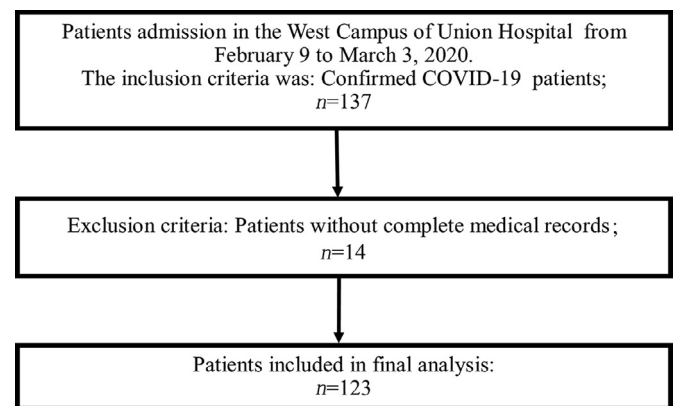 Patients admission in the West Campus of Union Hospital from
February 9 to March 3, 2020.
The inclusion criteria was: Confirmed COVID-19 patients;
n=137
Exclusion criteria: Patients without complete medical records;
n=14
Patients included in final analysis:
n=123